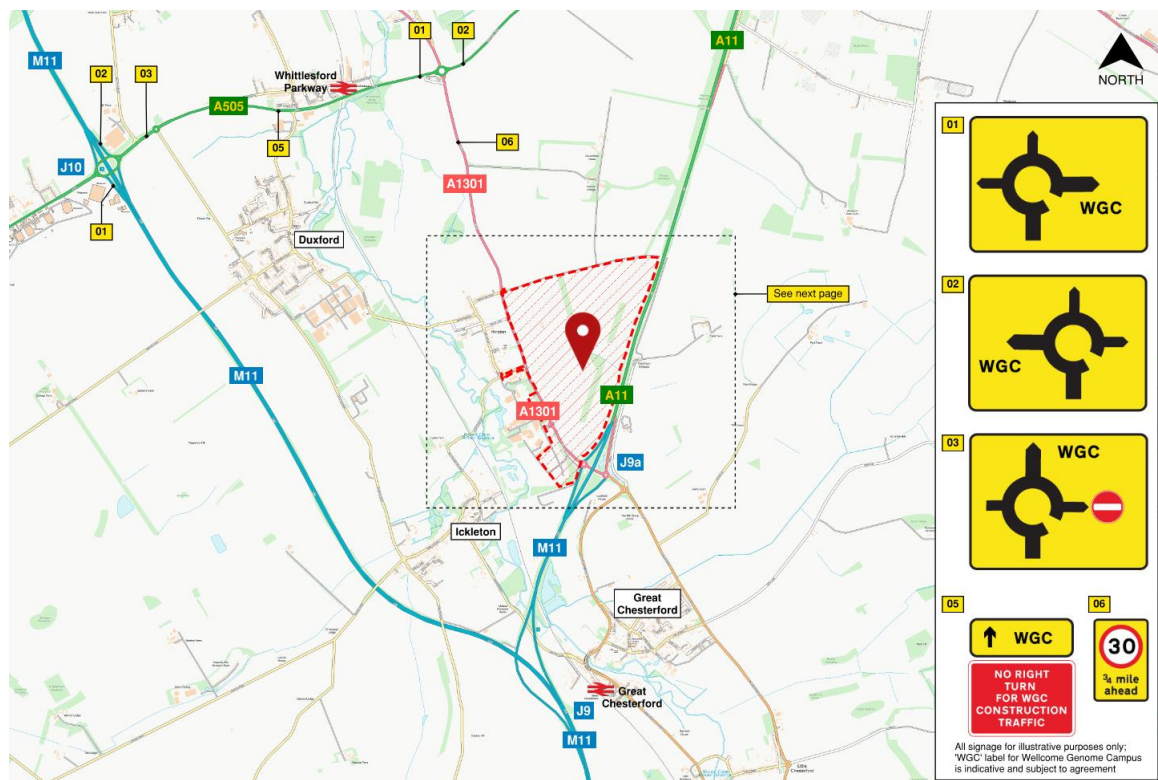 M11
02
03
01
02
A11
NORTH
Whittlesford
Parkway
A505
05
06
J10
A1301
01
Duxford
See next page
M11
A11
A1301
J9a
Ickleton
M11
Great
Chesterford
Great
Chesterford
J9
M11
01
WGC
02
WGC
03
WGC
05
WGC
NO RIGHT
TURN
FOR WGC
CONSTRUCTION
TRAFFIC
06
30
3/4 mile
ahead
All signage for illustrative purposes only;
'WGC' label for Wellcome Genome Campus
is indicative and subject to agreement